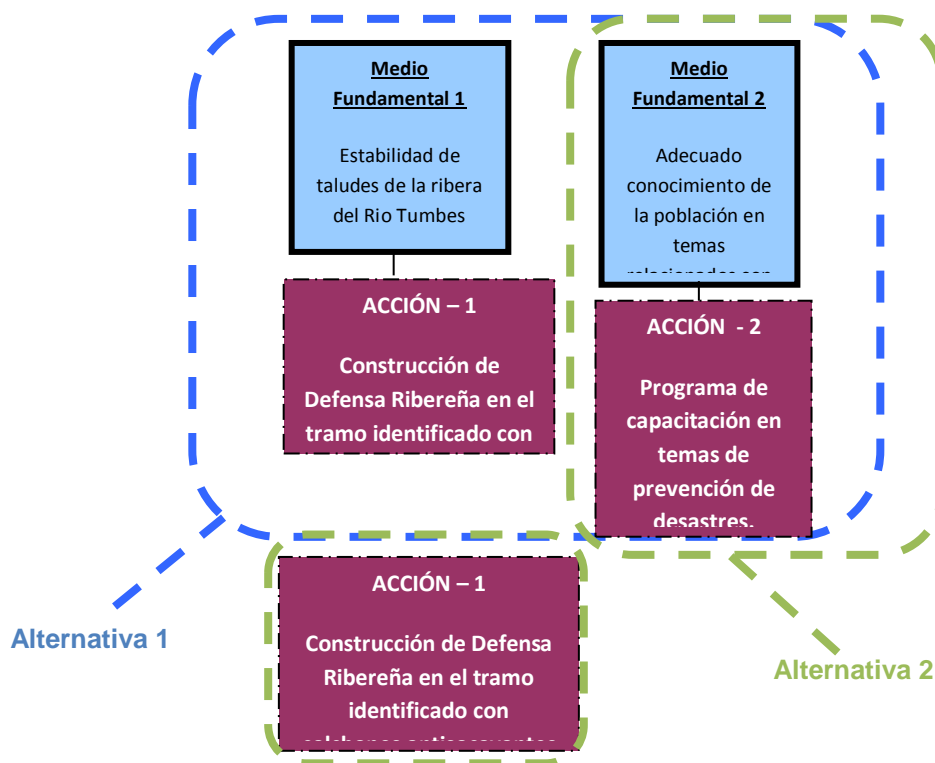 Medio
Fundamental 1
Estabilidad de
taludes de la ribera
del Rio Tumbes
Medio
Fundamental 2
Adecuado
conocimiento de
la población en
temas
relacionados con
ACCIÓN – 1
Construcción de
Defensa Ribereña en el
tramo identificado con
ACCIÓN - 2
Programa de
capacitación en
temas de
prevención de
desastres.
ACCIÓN – 1
Construcción de Defensa
Ribereña en el tramo
identificado con
Alternativa 1
Alternativa 2